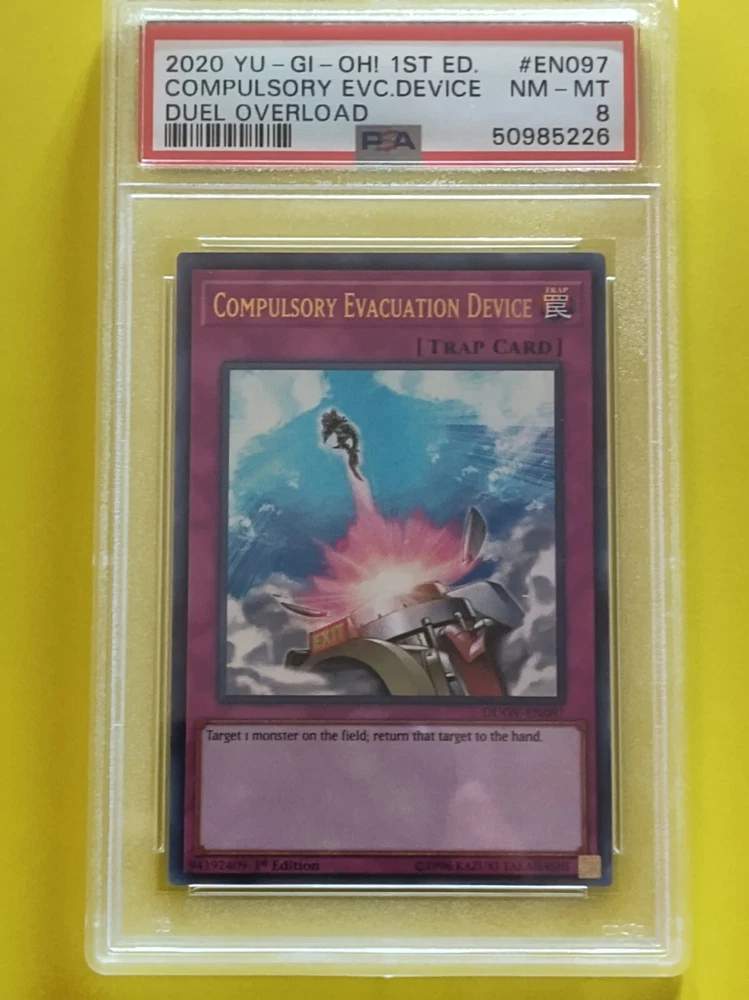 2020 YU-GI-OH! 1ST ED. #EN097
COMPULSORY EVC.DEVICE NM-MT
DUEL OVERLOAD 8
PSA 50985226
COMPULSORY EVACUATION DEVICE
TRAP
罠
[TRAP CARD]
EXIT
DUOV-EN097
Target 1 monster on the field; return that target to the hand.
94192409 1st Edition ©1996 KAZUKI TAKAHASHI